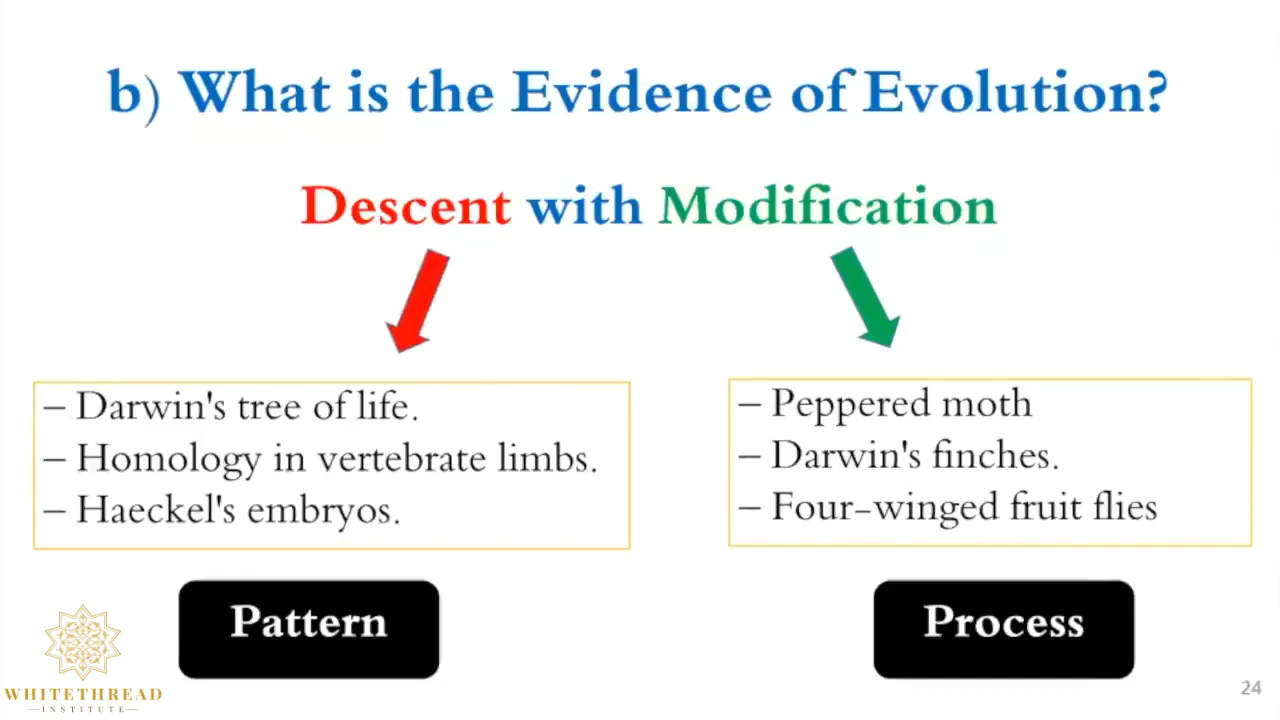 b) What is the Evidence of Evolution?
Descent with Modification
– Darwin's tree of life.
– Homology in vertebrate limbs.
– Haeckel's embryos.
– Peppered moth
– Darwin's finches.
– Four-winged fruit flies
Pattern
Process
WHITETHREAD
—INSTITUTE—
24